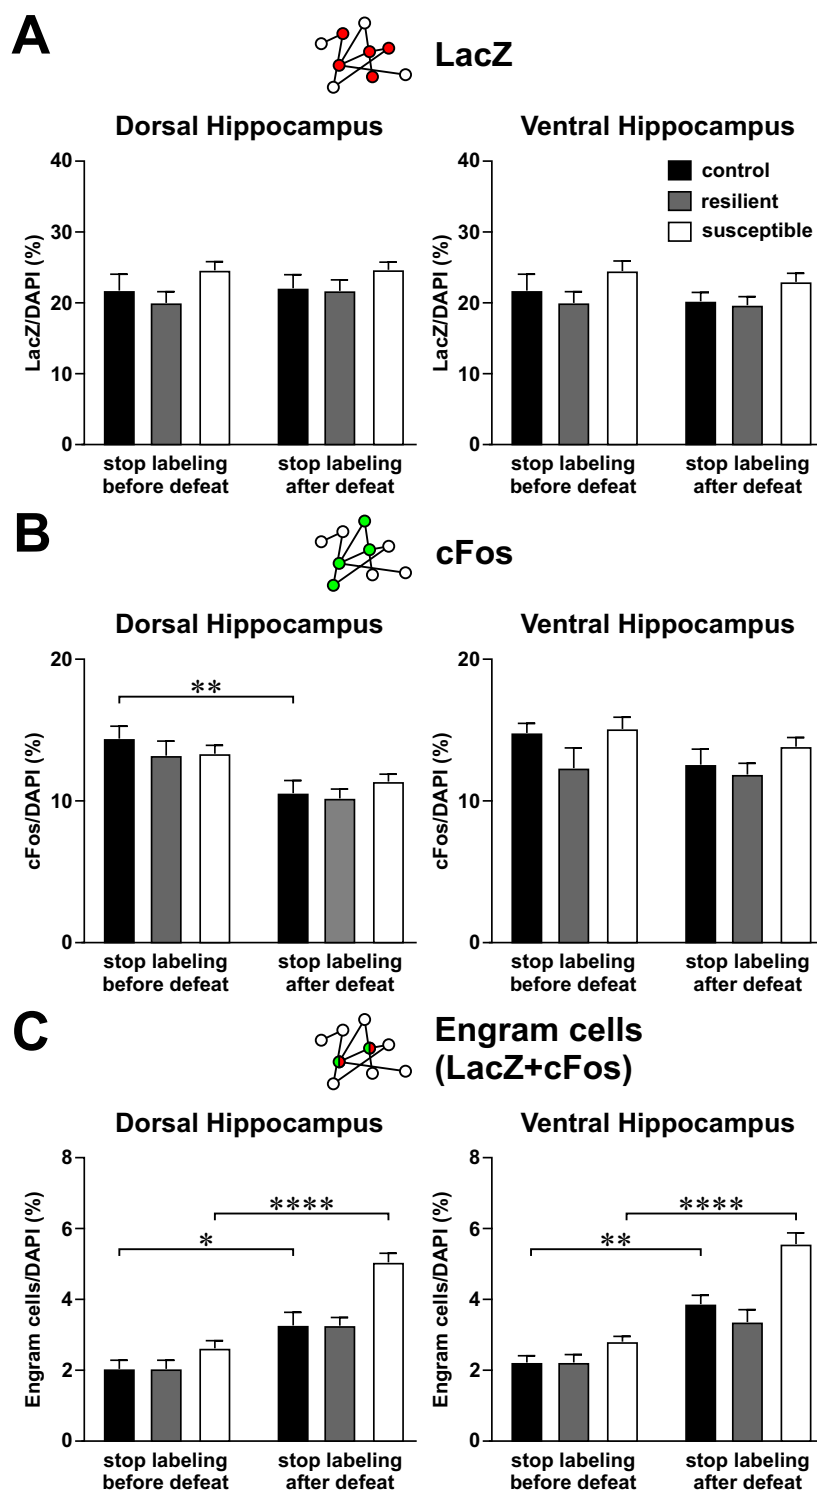 A
LacZ
Dorsal Hippocampus
40
30
20
10
0
LacZ/DAPI (%)
stop labeling
before defeat
stop labeling
after defeat
Ventral Hippocampus
control
resilient
susceptible
40
30
20
10
0
LacZ/DAPI (%)
stop labeling
before defeat
stop labeling
after defeat
B
cFos
Dorsal Hippocampus
20
10
0
cFos/DAPI (%)
**
stop labeling
before defeat
stop labeling
after defeat
Ventral Hippocampus
20
10
0
cFos/DAPI (%)
stop labeling
before defeat
stop labeling
after defeat
C
Engram cells
(LacZ+cFos)
Dorsal Hippocampus
8
6
4
2
0
Engram cells/DAPI (%)
****
*
stop labeling
before defeat
stop labeling
after defeat
Ventral Hippocampus
8
6
4
2
0
Engram cells/DAPI (%)
****
**
stop labeling
before defeat
stop labeling
after defeat